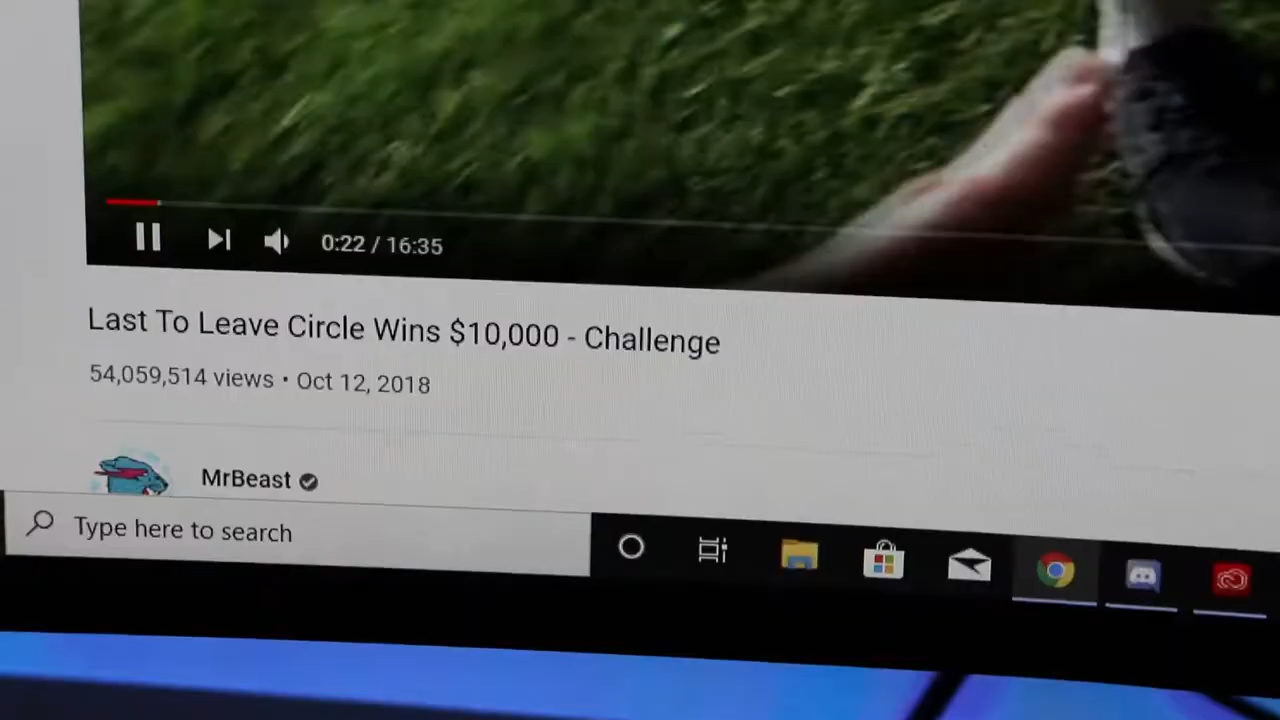 0:22 / 16:35
Last To Leave Circle Wins $10,000 - Challenge
54,059,514 views • Oct 12, 2018
MrBeast
Type here to search